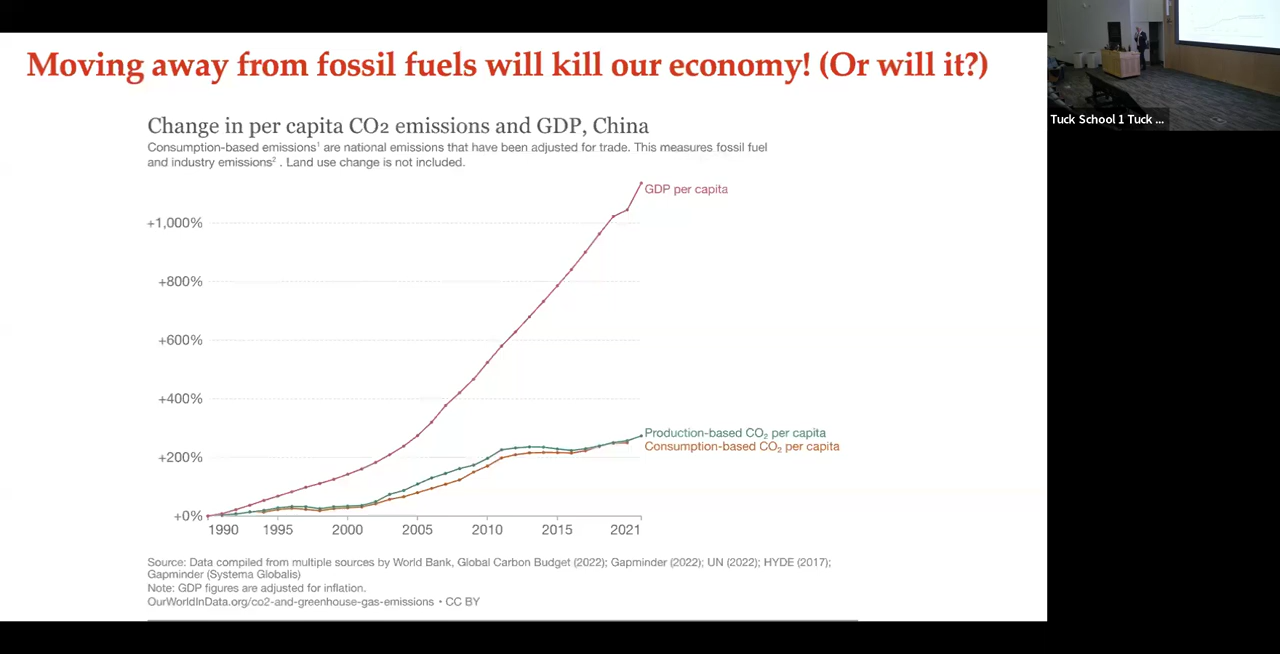 Moving away from fossil fuels will kill our economy! (Or will it?)
Tuck School 1 Tuck ...
Change in per capita CO2 emissions and GDP, China
Consumption-based emissions¹ are national emissions that have been adjusted for trade. This measures fossil fuel
and industry emissions² . Land use change is not included.
GDP per capita
+1,000%
+800%
+600%
+400%
Production-based CO₂ per capita
Consumption-based CO₂ per capita
+200%
+0%
1990 1995 2000 2005 2010 2015 2021
Source: Data compiled from multiple sources by World Bank, Global Carbon Budget (2022); Gapminder (2022); UN (2022); HYDE (2017);
Gapminder (Systema Globalis)
Note: GDP figures are adjusted for inflation.
OurWorldInData.org/co2-and-greenhouse-gas-emissions • CC BY